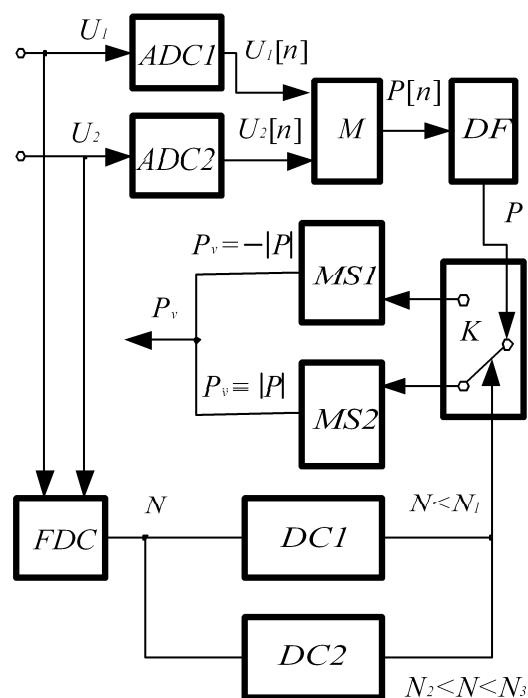 U₁
ADC1
U₁[n]
U₂
ADC2
U₂[n]
M
P[n]
DF
P
Pᵥ = −|P|
MS1
K
Pᵥ
Pᵥ = |P|
MS2
FDC
N
DC1
N<N₁
DC2
N₂<N<N₃